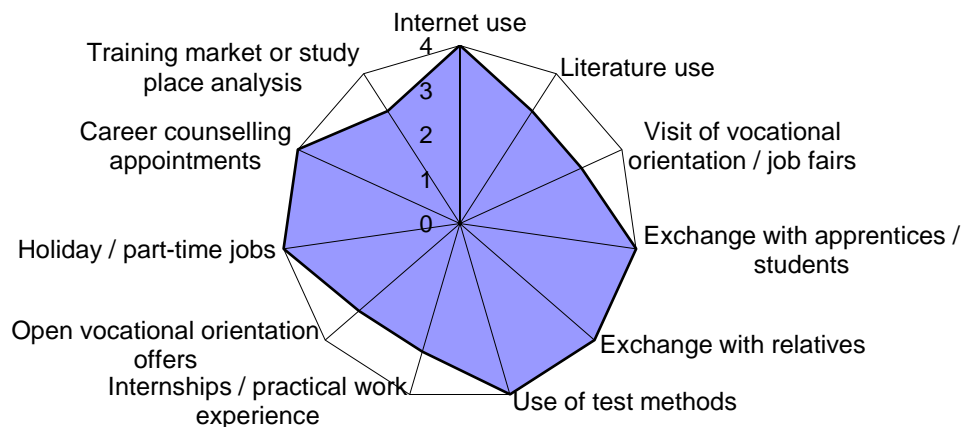 Internet use
4
3
2
1
0
Literature use
Visit of vocational
orientation / job fairs
Exchange with apprentices /
students
Exchange with relatives
Use of test methods
Internships / practical work
experience
Open vocational orientation
offers
Holiday / part-time jobs
Career counselling
appointments
Training market or study
place analysis